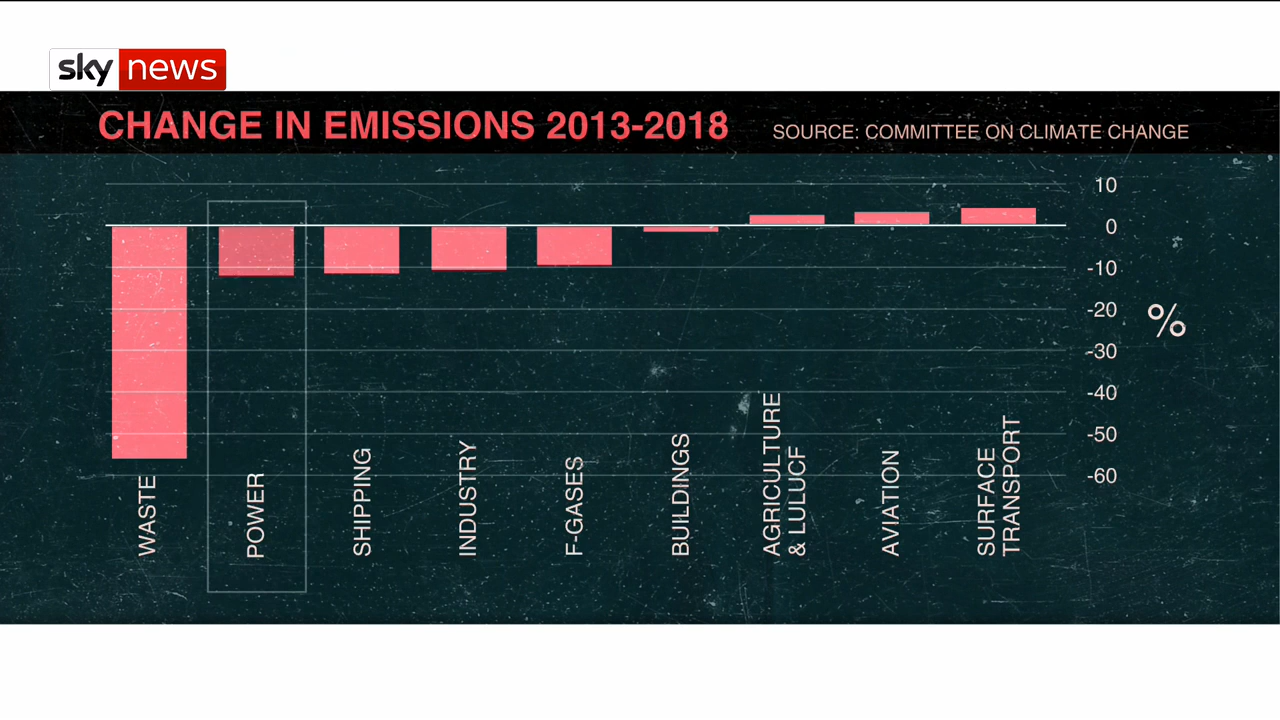 sky news
CHANGE IN EMISSIONS 2013-2018
SOURCE: COMMITTEE ON CLIMATE CHANGE
10
0
-10
-20
-30
-40
-50
-60
%
WASTE
POWER
SHIPPING
INDUSTRY
F-GASES
BUILDINGS
AGRICULTURE
& LULUCF
AVIATION
SURFACE
TRANSPORT